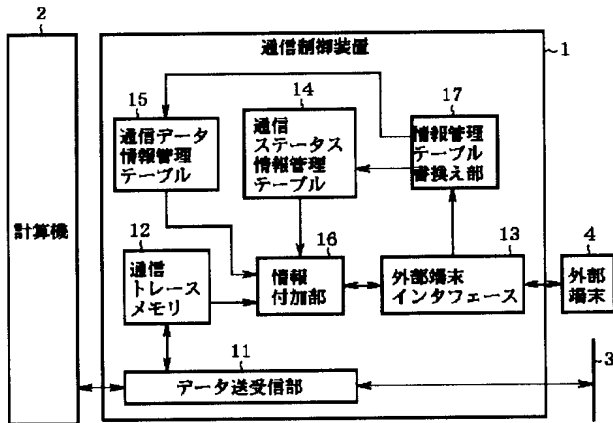 2
通信制御装置
1
15
14
17
通信データ
情報管理
テーブル
通信
ステータス
情報管理
テーブル
情報管理
テーブル
書換え部
計算機
12
16
13
4
通信
トレース
メモリ
情報
付加部
外部端末
インタフェース
外部
端末
11
データ送受信部
3